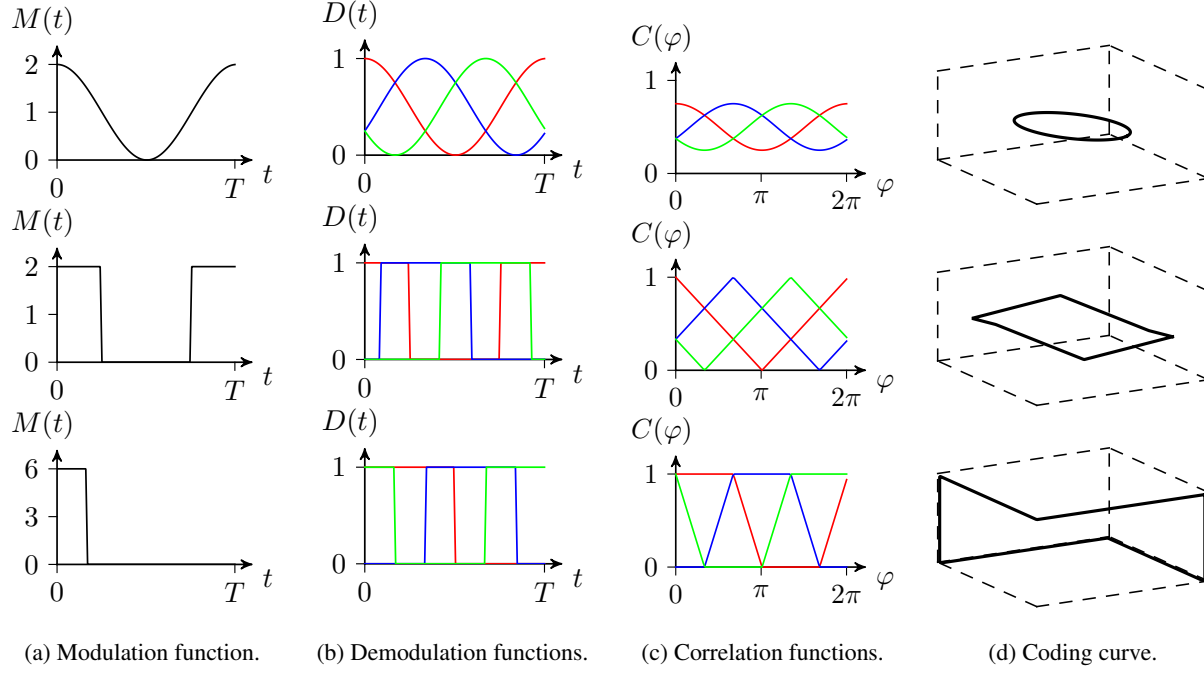 M(t)
2
1
0
0
T
t
D(t)
1
0
0
T
t
C(φ)
1
0
0
π
2π
φ
M(t)
2
1
0
0
T
t
D(t)
1
0
0
T
t
C(φ)
1
0
0
π
2π
φ
M(t)
6
3
0
0
T
t
D(t)
1
0
0
T
t
C(φ)
1
0
0
π
2π
φ
(a) Modulation function.
(b) Demodulation functions.
(c) Correlation functions.
(d) Coding curve.